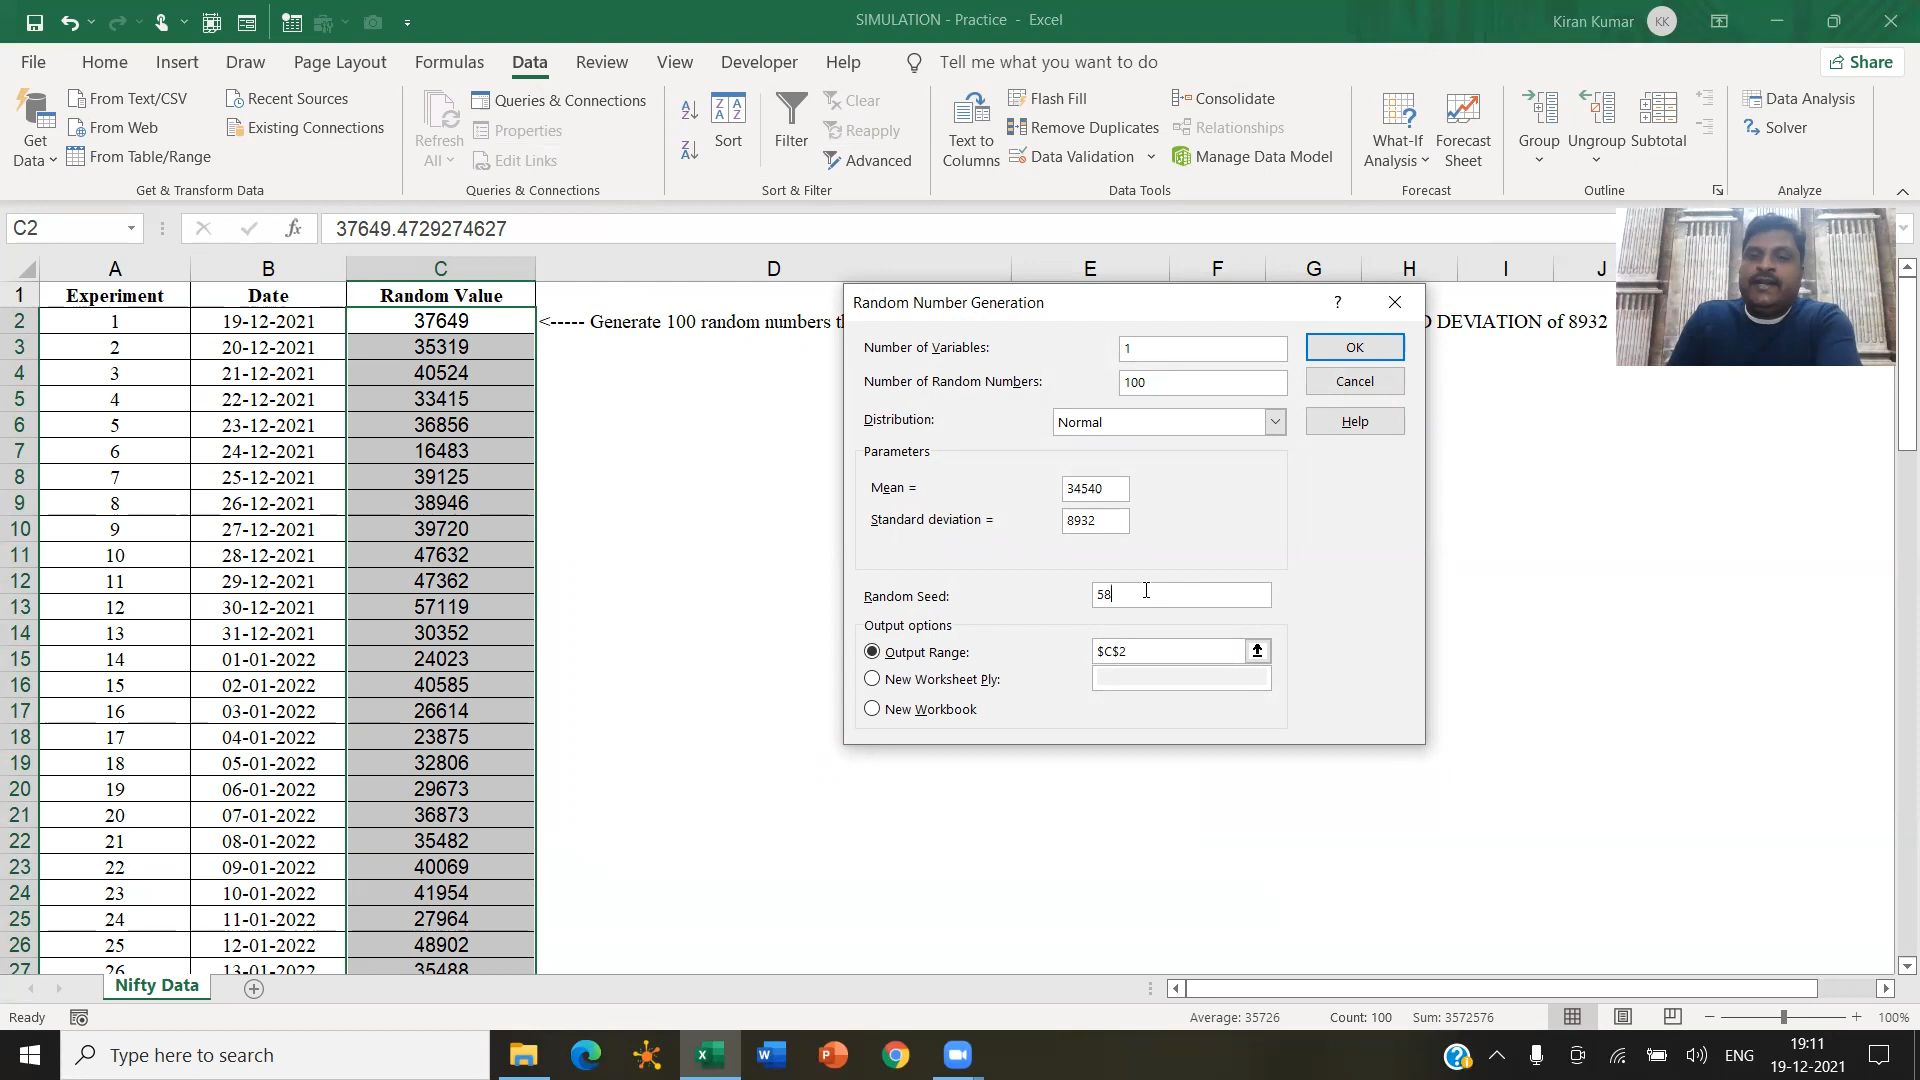 SIMULATION - Practice - Excel
Kiran Kumar
KK
File Home Insert Draw Page Layout Formulas Data Review View Developer Help Tell me what you want to do
Share
Get Data
From Text/CSV
From Web
From Table/Range
Recent Sources
Existing Connections
Get & Transform Data
Refresh All
Queries & Connections
Properties
Edit Links
Queries & Connections
Sort
Filter
Clear
Reapply
Advanced
Sort & Filter
Text to Columns
Flash Fill
Remove Duplicates
Data Validation
Consolidate
Relationships
Manage Data Model
Data Tools
What-If Analysis
Forecast Sheet
Forecast
Group
Ungroup
Subtotal
Outline
Data Analysis
Solver
Analyze
C2
fx
37649.4729274627
A B C D E F G H I J
1 Experiment Date Random Value
2 1 19-12-2021 37649 <----- Generate 100 random numbers th D DEVIATION of 8932
3 2 20-12-2021 35319
4 3 21-12-2021 40524
5 4 22-12-2021 33415
6 5 23-12-2021 36856
7 6 24-12-2021 16483
8 7 25-12-2021 39125
9 8 26-12-2021 38946
10 9 27-12-2021 39720
11 10 28-12-2021 47632
12 11 29-12-2021 47362
13 12 30-12-2021 57119
14 13 31-12-2021 30352
15 14 01-01-2022 24023
16 15 02-01-2022 40585
17 16 03-01-2022 26614
18 17 04-01-2022 23875
19 18 05-01-2022 32806
20 19 06-01-2022 29673
21 20 07-01-2022 36873
22 21 08-01-2022 35482
23 22 09-01-2022 40069
24 23 10-01-2022 41954
25 24 11-01-2022 27964
26 25 12-01-2022 48902
27 26 13-01-2022 35488
Random Number Generation
?
Number of Variables: 1
OK
Number of Random Numbers: 100
Cancel
Distribution: Normal
Help
Parameters
Mean = 34540
Standard deviation = 8932
Random Seed: 58
Output options
Output Range: $C$2
New Worksheet Ply:
New Workbook
Nifty Data
Ready
Average: 35726 Count: 100 Sum: 3572576
100%
Type here to search
ENG
19:11
19-12-2021